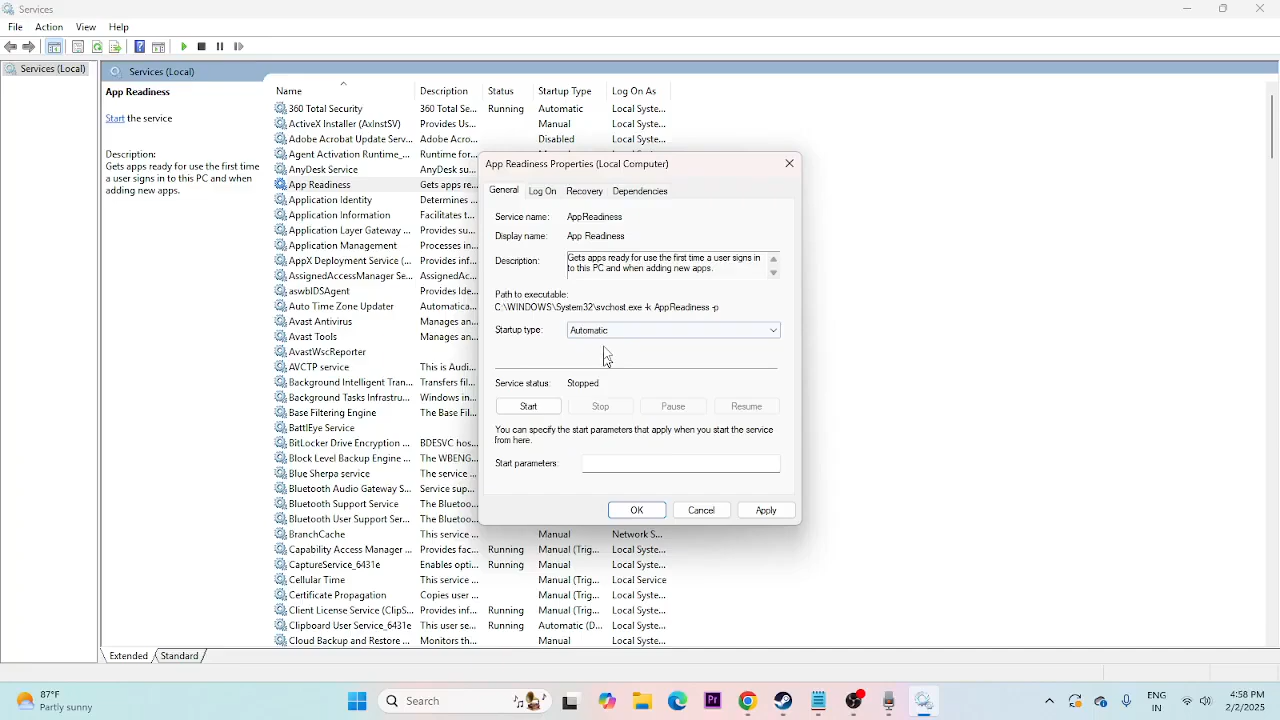 Services
File Action View Help
Services (Local)
Services (Local)
App Readiness
Start the service
Description:
Gets apps ready for use the first time
a user signs in to this PC and when
adding new apps.
Name Description Status Startup Type Log On As
360 Total Security 360 Total Se... Running Automatic Local Syste...
ActiveX Installer (AxInstSV) Provides Us... Manual Local Syste...
Adobe Acrobat Update Serv... Adobe Acro... Disabled Local Syste...
Agent Activation Runtime_... Runtime for...
AnyDesk Service AnyDesk su...
App Readiness Gets apps re...
Application Identity Determines ...
Application Information Facilitates t...
Application Layer Gateway ... Provides su...
Application Management Processes in...
AppX Deployment Service (... Provides inf...
AssignedAccessManager Se... AssignedAc...
aswbIDSAgent Provides Ide...
Auto Time Zone Updater Automatica...
Avast Antivirus Manages an...
Avast Tools Manages an...
AvastWscReporter
AVCTP service This is Audi...
Background Intelligent Tran... Transfers fil...
Background Tasks Infrastru... Windows in...
Base Filtering Engine The Base Fil...
BattlEye Service
BitLocker Drive Encryption ... BDESVC hos...
Block Level Backup Engine ... The WBENG...
Blue Sherpa service The service ...
Bluetooth Audio Gateway S... Service sup...
Bluetooth Support Service The Bluetoo...
Bluetooth User Support Ser... The Bluetoo...
BranchCache This service ... Manual Network S...
Capability Access Manager ... Provides fac... Running Manual (Trig... Local Syste...
CaptureService_6431e Enables opti... Running Manual Local Syste...
Cellular Time This service ... Manual (Trig... Local Service
Certificate Propagation Copies user ... Manual (Trig... Local Syste...
Client License Service (ClipS... Provides inf... Running Manual (Trig... Local Syste...
Clipboard User Service_6431e This user se... Running Automatic (D... Local Syste...
Cloud Backup and Restore ... Monitors th... Manual Local Syste...
App Readiness Properties (Local Computer)
General Log On Recovery Dependencies
Service name: AppReadiness
Display name: App Readiness
Description: Gets apps ready for use the first time a user signs in
to this PC and when adding new apps.
Path to executable:
C:\WINDOWS\System32\svchost.exe -k AppReadiness -p
Startup type: Automatic
Service status: Stopped
Start Stop Pause Resume
You can specify the start parameters that apply when you start the service
from here.
Start parameters:
OK Cancel Apply
Extended Standard
87°F
Partly sunny
Search
Pr
ENG
IN
4:58 PM
2/2/2025